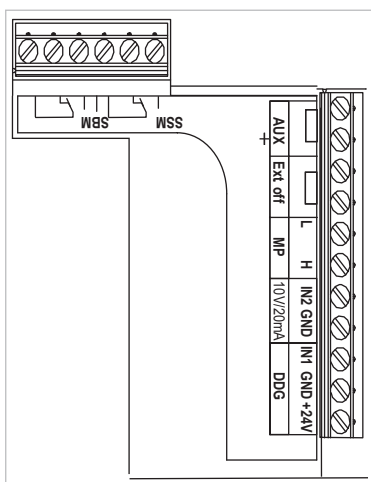 SBM
SSM
AUX
+
Ext off
MP
L
H
10V/20mA
IN2 GND
DDG
IN1 GND +24V